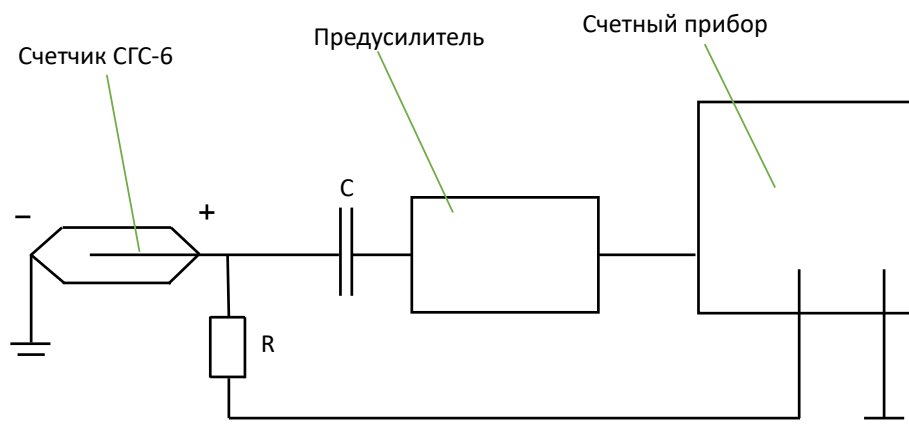 Счетный прибор
Предусилитель
Счетчик СГС-6
C
– +
R